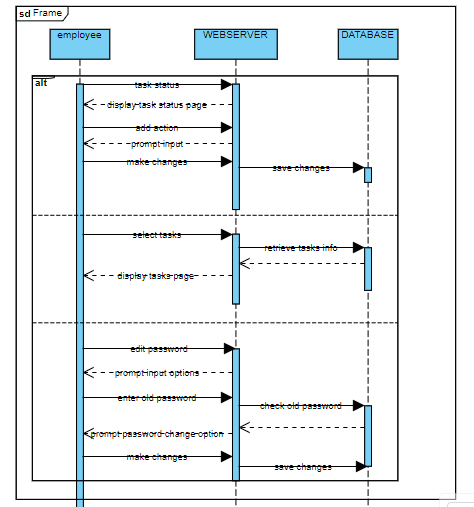 sd Frame
employee
WEBSERVER
DATABASE
alt
task status
display task status page
add action
prompt input
make changes
save changes
select tasks
retrieve tasks info
display tasks page
edit password
prompt input options
enter old password
check old password
prompt password change option
make changes
save changes